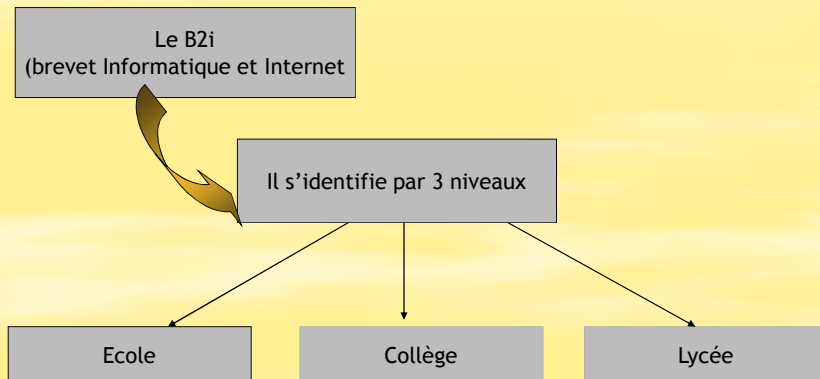 Le B2i
(brevet Informatique et Internet
Il s’identifie par 3 niveaux
Ecole
Collège
Lycée